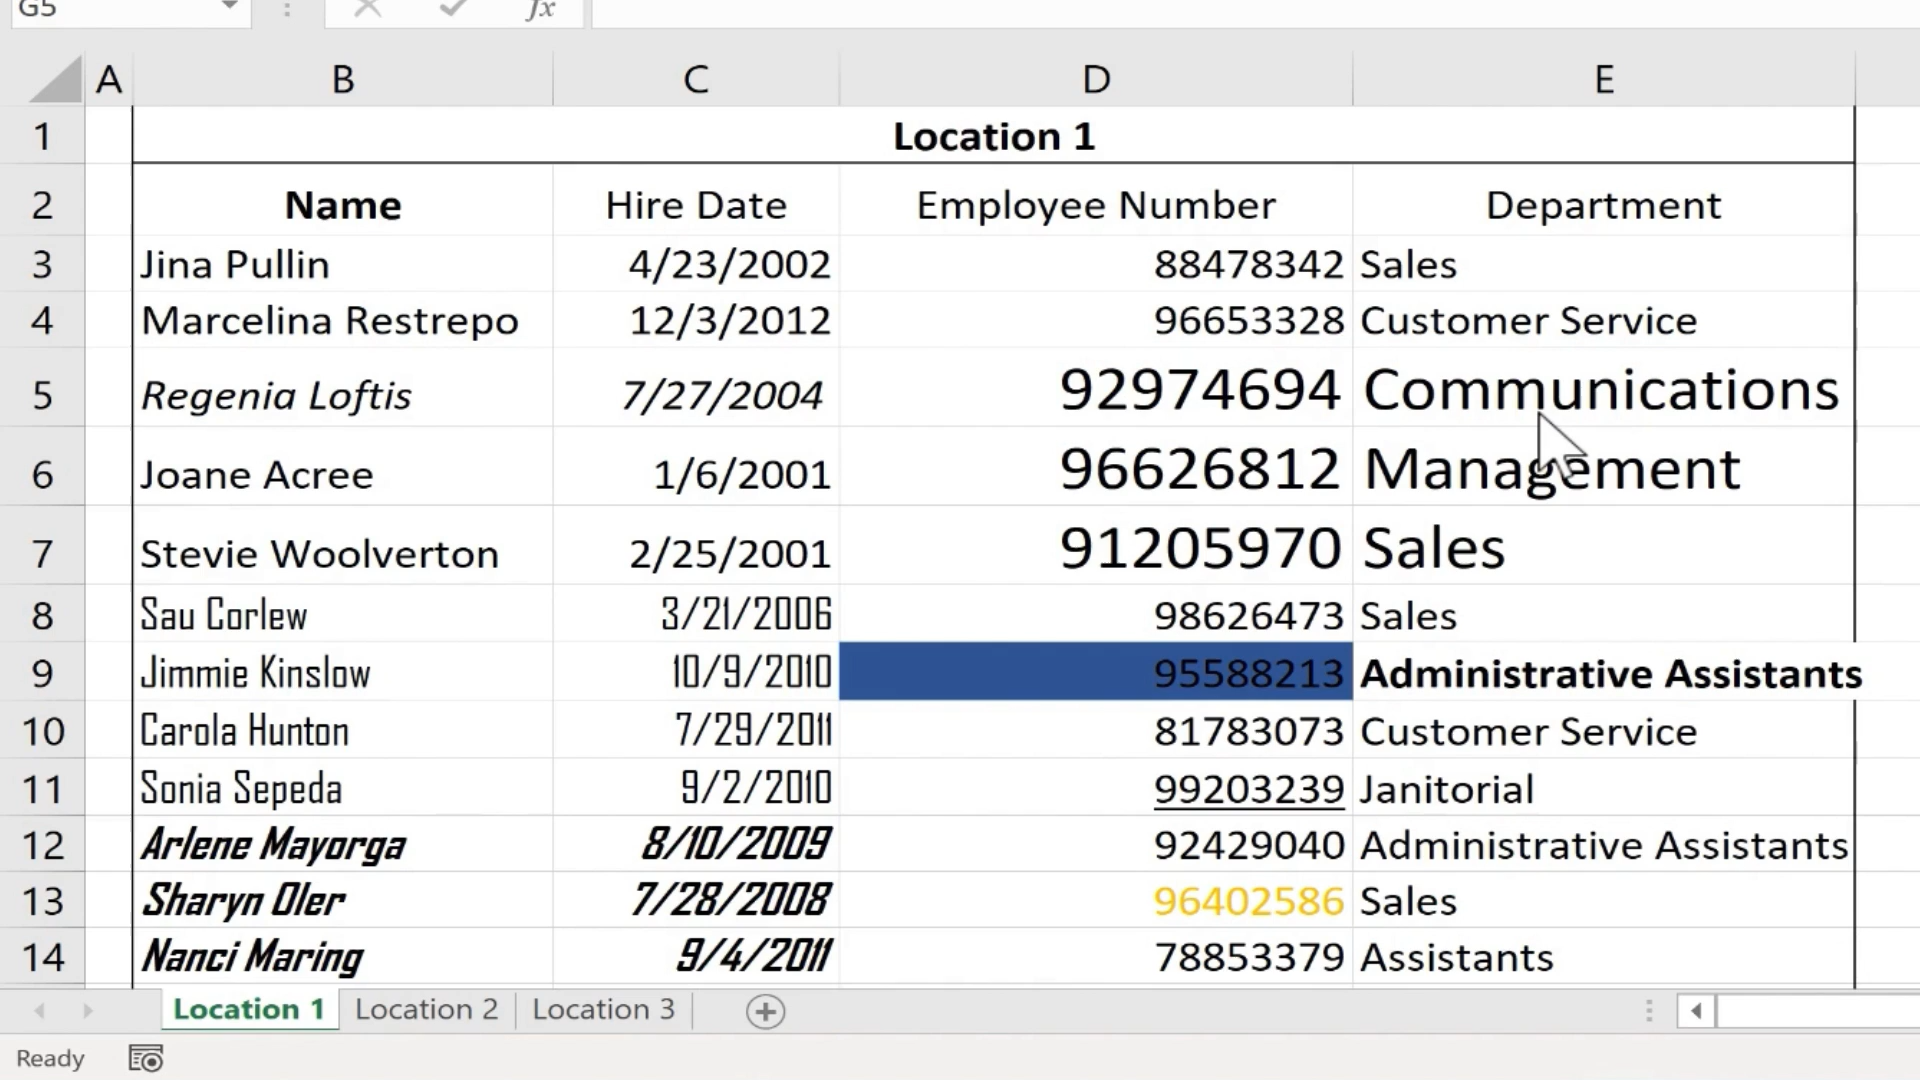 G5 fx
A B C D E
1 Location 1
2 Name Hire Date Employee Number Department
3 Jina Pullin 4/23/2002 88478342 Sales
4 Marcelina Restrepo 12/3/2012 96653328 Customer Service
5 Regenia Loftis 7/27/2004 92974694 Communications
6 Joane Acree 1/6/2001 96626812 Management
7 Stevie Woolverton 2/25/2001 91205970 Sales
8 Sau Corlew 3/21/2006 98626473 Sales
9 Jimmie Kinslow 10/9/2010 95588213 Administrative Assistants
10 Carola Hunton 7/29/2011 81783073 Customer Service
11 Sonia Sepeda 9/2/2010 99203239 Janitorial
12 Arlene Mayorga 8/10/2009 92429040 Administrative Assistants
13 Sharyn Oler 7/28/2008 96402586 Sales
14 Nanci Maring 9/4/2011 78853379 Assistants
Location 1 Location 2 Location 3
Ready